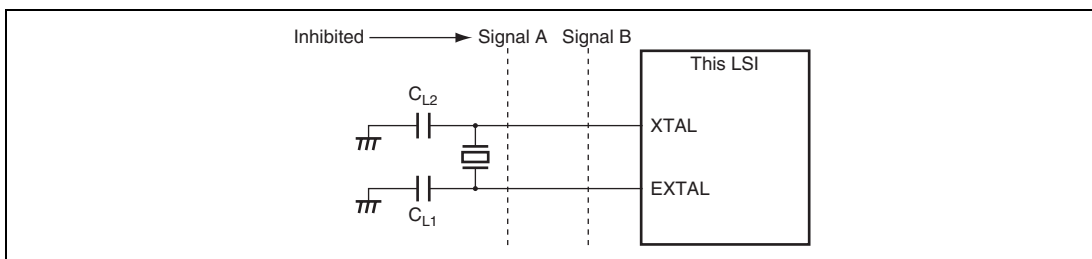 Inhibited Signal A Signal B
This LSI
CL2
XTAL
EXTAL
CL1